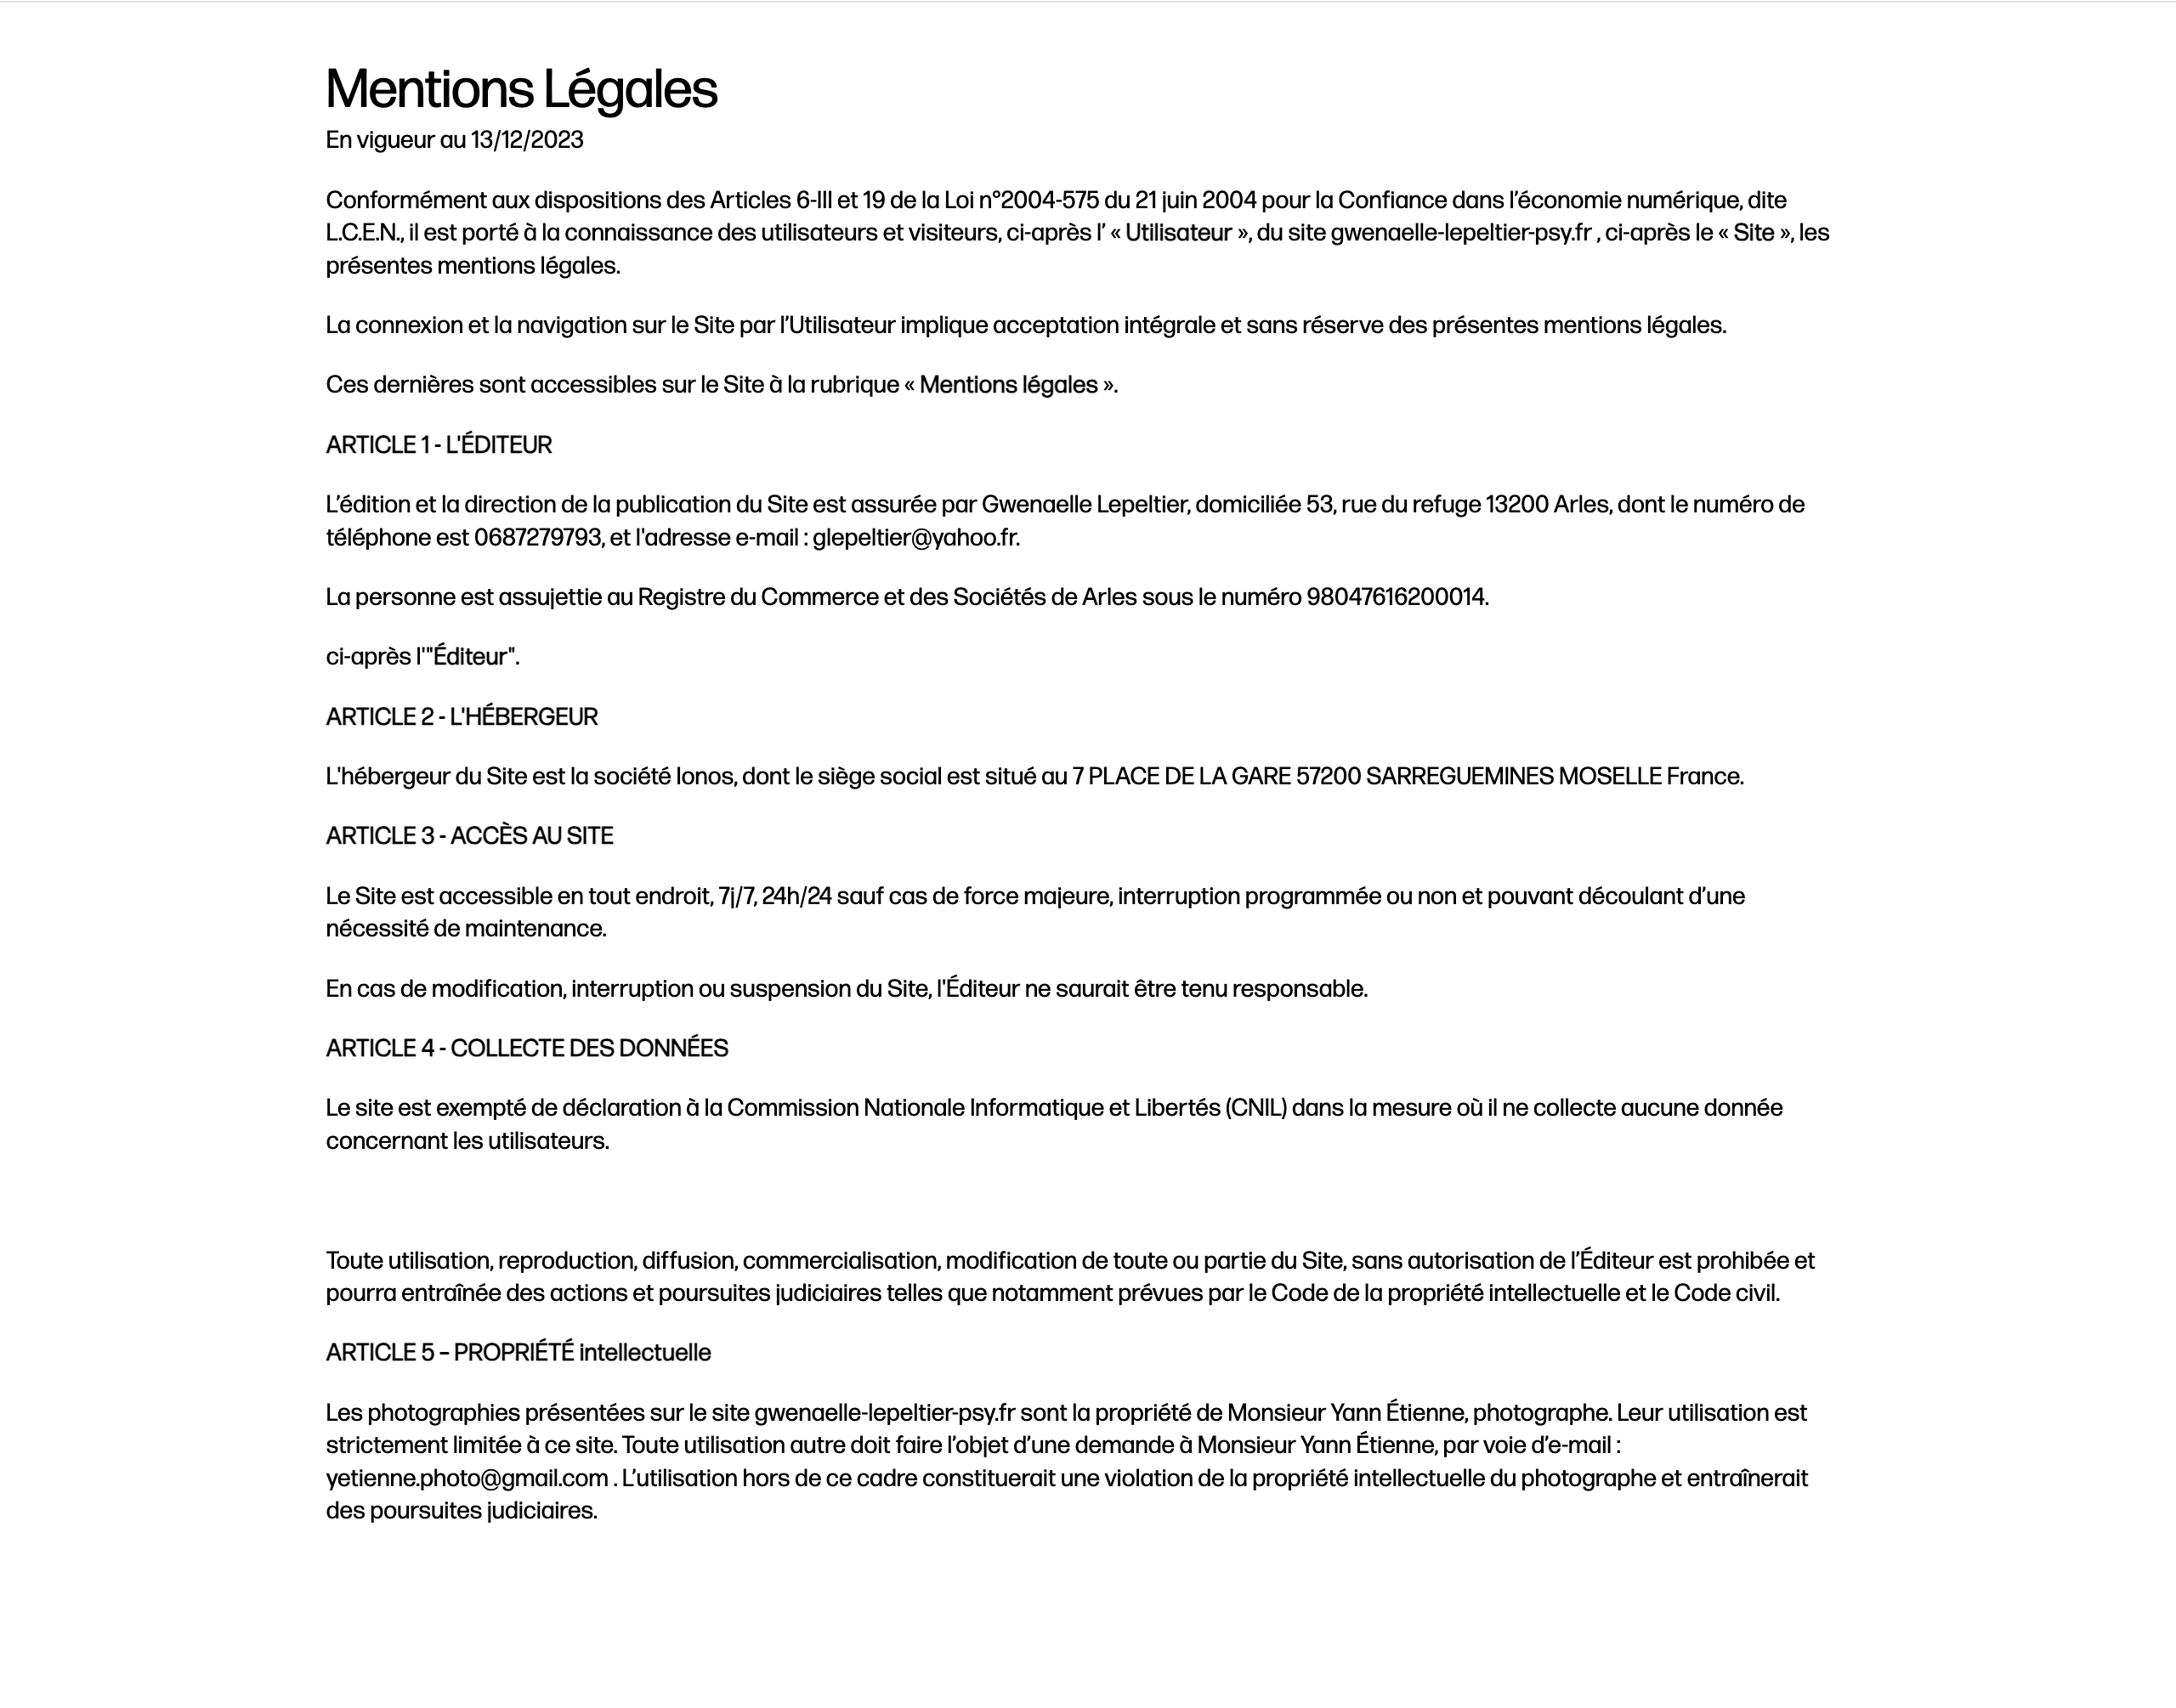 Mentions Légales
En vigueur au 13/12/2023
Conformément aux dispositions des Articles 6-III et 19 de la Loi n°2004-575 du 21 juin 2004 pour la Confiance dans l’économie numérique, dite
L.C.E.N., il est porté à la connaissance des utilisateurs et visiteurs, ci-après l’ « Utilisateur », du site gwenaelle-lepeltier-psy.fr , ci-après le « Site », les
présentes mentions légales.
La connexion et la navigation sur le Site par l’Utilisateur implique acceptation intégrale et sans réserve des présentes mentions légales.
Ces dernières sont accessibles sur le Site à la rubrique « Mentions légales ».
ARTICLE 1 - L'ÉDITEUR
L’édition et la direction de la publication du Site est assurée par Gwenaelle Lepeltier, domiciliée 53, rue du refuge 13200 Arles, dont le numéro de
téléphone est 0687279793, et l'adresse e-mail : glepeltier@yahoo.fr.
La personne est assujettie au Registre du Commerce et des Sociétés de Arles sous le numéro 98047616200014.
ci-après l'"Éditeur".
ARTICLE 2 - L'HÉBERGEUR
L'hébergeur du Site est la société Ionos, dont le siège social est situé au 7 PLACE DE LA GARE 57200 SARREGUEMINES MOSELLE France.
ARTICLE 3 - ACCÈS AU SITE
Le Site est accessible en tout endroit, 7j/7, 24h/24 sauf cas de force majeure, interruption programmée ou non et pouvant découlant d’une
nécessité de maintenance.
En cas de modification, interruption ou suspension du Site, l'Éditeur ne saurait être tenu responsable.
ARTICLE 4 - COLLECTE DES DONNÉES
Le site est exempté de déclaration à la Commission Nationale Informatique et Libertés (CNIL) dans la mesure où il ne collecte aucune donnée
concernant les utilisateurs.
Toute utilisation, reproduction, diffusion, commercialisation, modification de toute ou partie du Site, sans autorisation de l’Éditeur est prohibée et
pourra entraînée des actions et poursuites judiciaires telles que notamment prévues par le Code de la propriété intellectuelle et le Code civil.
ARTICLE 5 – PROPRIÉTÉ intellectuelle
Les photographies présentées sur le site gwenaelle-lepeltier-psy.fr sont la propriété de Monsieur Yann Étienne, photographe. Leur utilisation est
strictement limitée à ce site. Toute utilisation autre doit faire l’objet d’une demande à Monsieur Yann Étienne, par voie d’e-mail :
yetienne.photo@gmail.com . L’utilisation hors de ce cadre constituerait une violation de la propriété intellectuelle du photographe et entraînerait
des poursuites judiciaires.